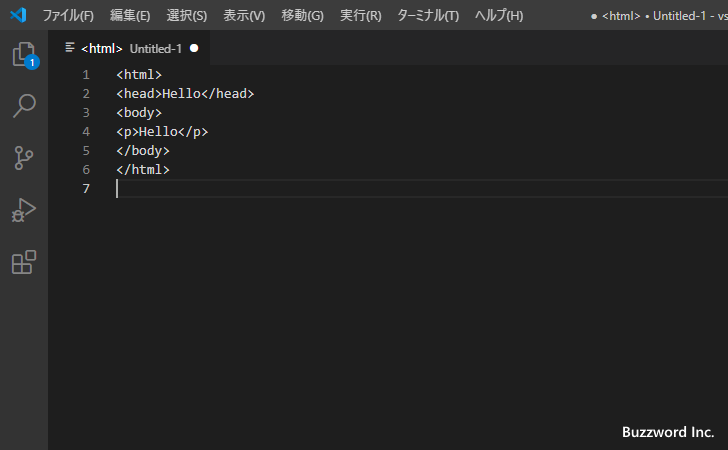 ファイル(F) 編集(E) 選択(S) 表示(V) 移動(G) 実行(R) ターミナル(T) ヘルプ(H) ● <html> • Untitled-1 - vs
<html> Untitled-1 ●
1
1 <html>
2 <head>Hello</head>
3 <body>
4 <p>Hello</p>
5 </body>
6 </html>
7
Buzzword Inc.